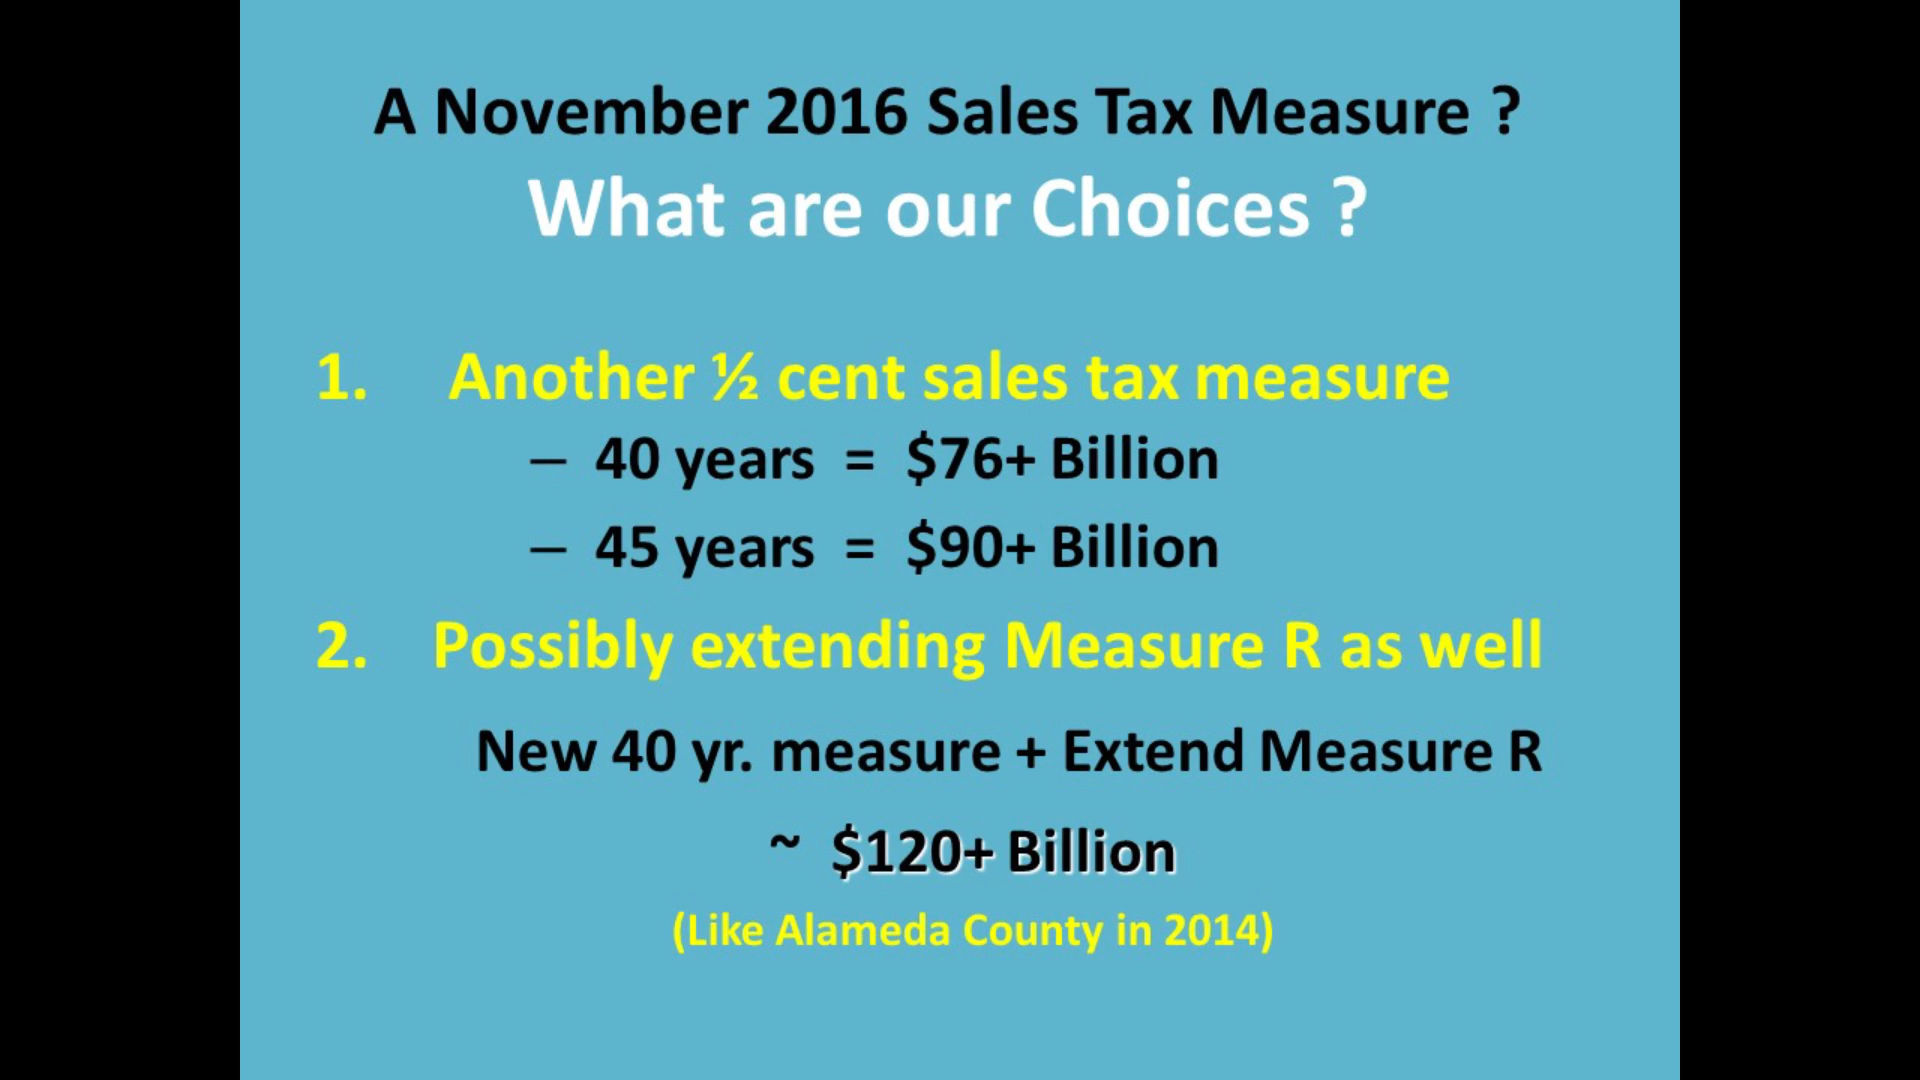 A November 2016 Sales Tax Measure ?
What are our Choices ?
1. Another ½ cent sales tax measure
– 40 years = $76+ Billion
– 45 years = $90+ Billion
2. Possibly extending Measure R as well
New 40 yr. measure + Extend Measure R
~ $120+ Billion
(Like Alameda County in 2014)